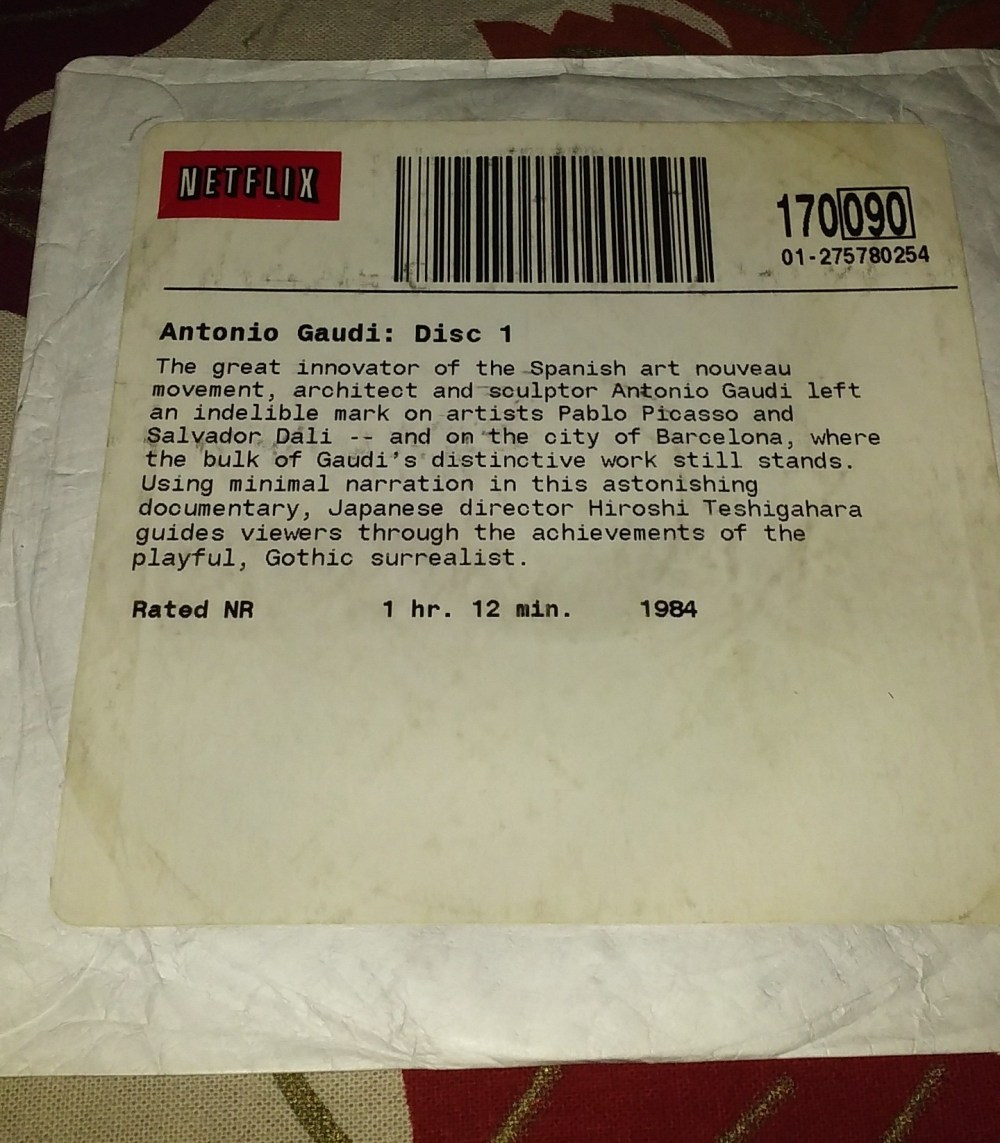 NETFLIX
170090
01-275780254
Antonio Gaudi: Disc 1
The great innovator of the Spanish art nouveau
movement, architect and sculptor Antonio Gaudi left
an indelible mark on artists Pablo Picasso and
Salvador Dali -- and on the city of Barcelona, where
the bulk of Gaudi's distinctive work still stands.
Using minimal narration in this astonishing
documentary, Japanese director Hiroshi Teshigahara
guides viewers through the achievements of the
playful, Gothic surrealist.
Rated NR 1 hr. 12 min. 1984